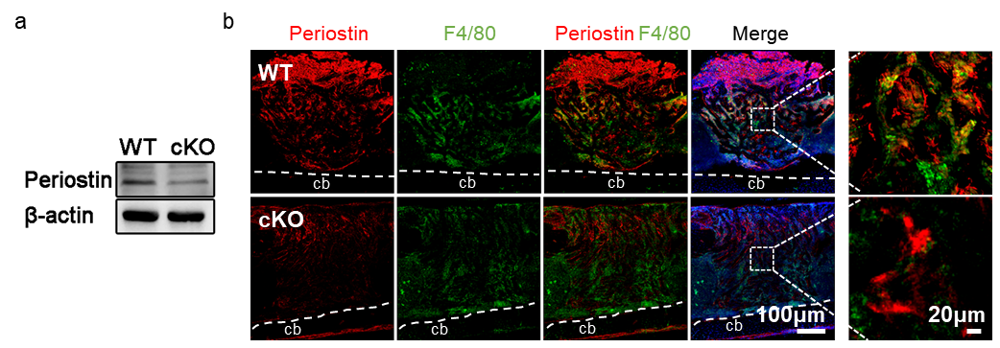 a
WT cKO
Periostin
β-actin
b
Periostin F4/80 Periostin F4/80 Merge
WT
cb cb cb cb
cKO
cb cb cb cb
100μm 20μm